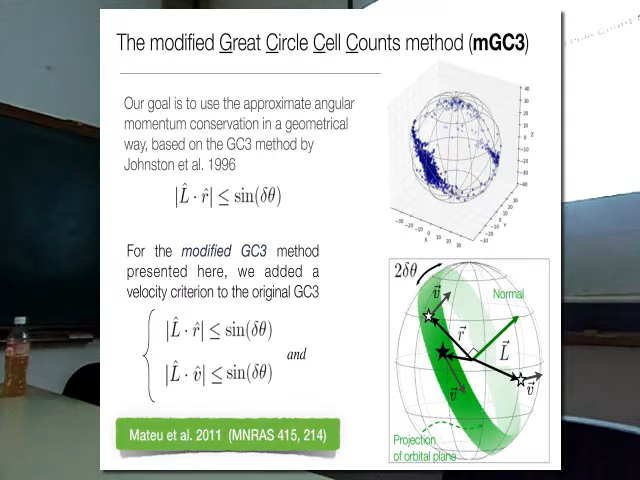 The modified Great Circle Cell Counts method (mGC3)
Our goal is to use the approximate angular
momentum conservation in a geometrical
way, based on the GC3 method by
Johnston et al. 1996
|L̂ · r̂| ≤ sin(δθ)
For the modified GC3 method
presented here, we added a
velocity criterion to the original GC3
|L̂ · r̂| ≤ sin(δθ)
and
|L̂ · v̂| ≤ sin(δθ)
Mateu et al. 2011 (MNRAS 415, 214)
2δθ
Normal
v⃗
r⃗
L⃗
v⃗
v⃗
Projection
of orbital plane